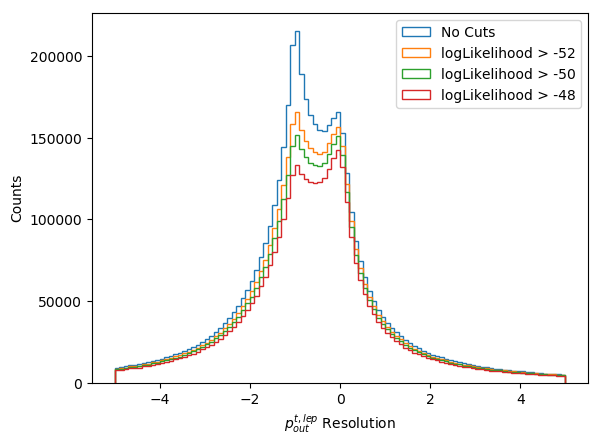 No Cuts
logLikelihood > -52
logLikelihood > -50
logLikelihood > -48
200000
150000
100000
50000
0
Counts
−4 −2 0 2 4
$p_{out}^{t,lep}$ Resolution